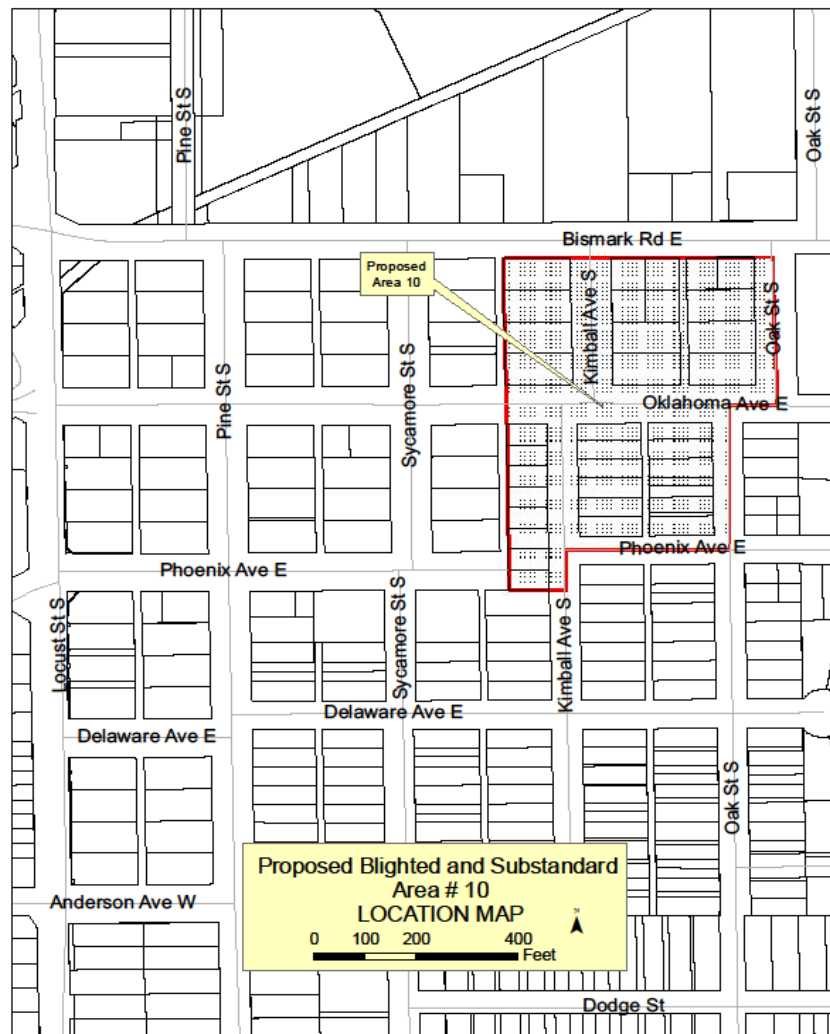 Pine St S
Oak St S
Bismark Rd E
Proposed
Area 10
Kimball Ave S
Oak St S
Pine St S
Sycamore St S
Oklahoma Ave E
Phoenix Ave E
Phoenix Ave E
Locust St S
Sycamore St S
Kimball Ave S
Delaware Ave E
Delaware Ave E
Oak St S
Anderson Ave W
Proposed Blighted and Substandard
Area # 10
LOCATION MAP
0 100 200 400
Feet
Dodge St